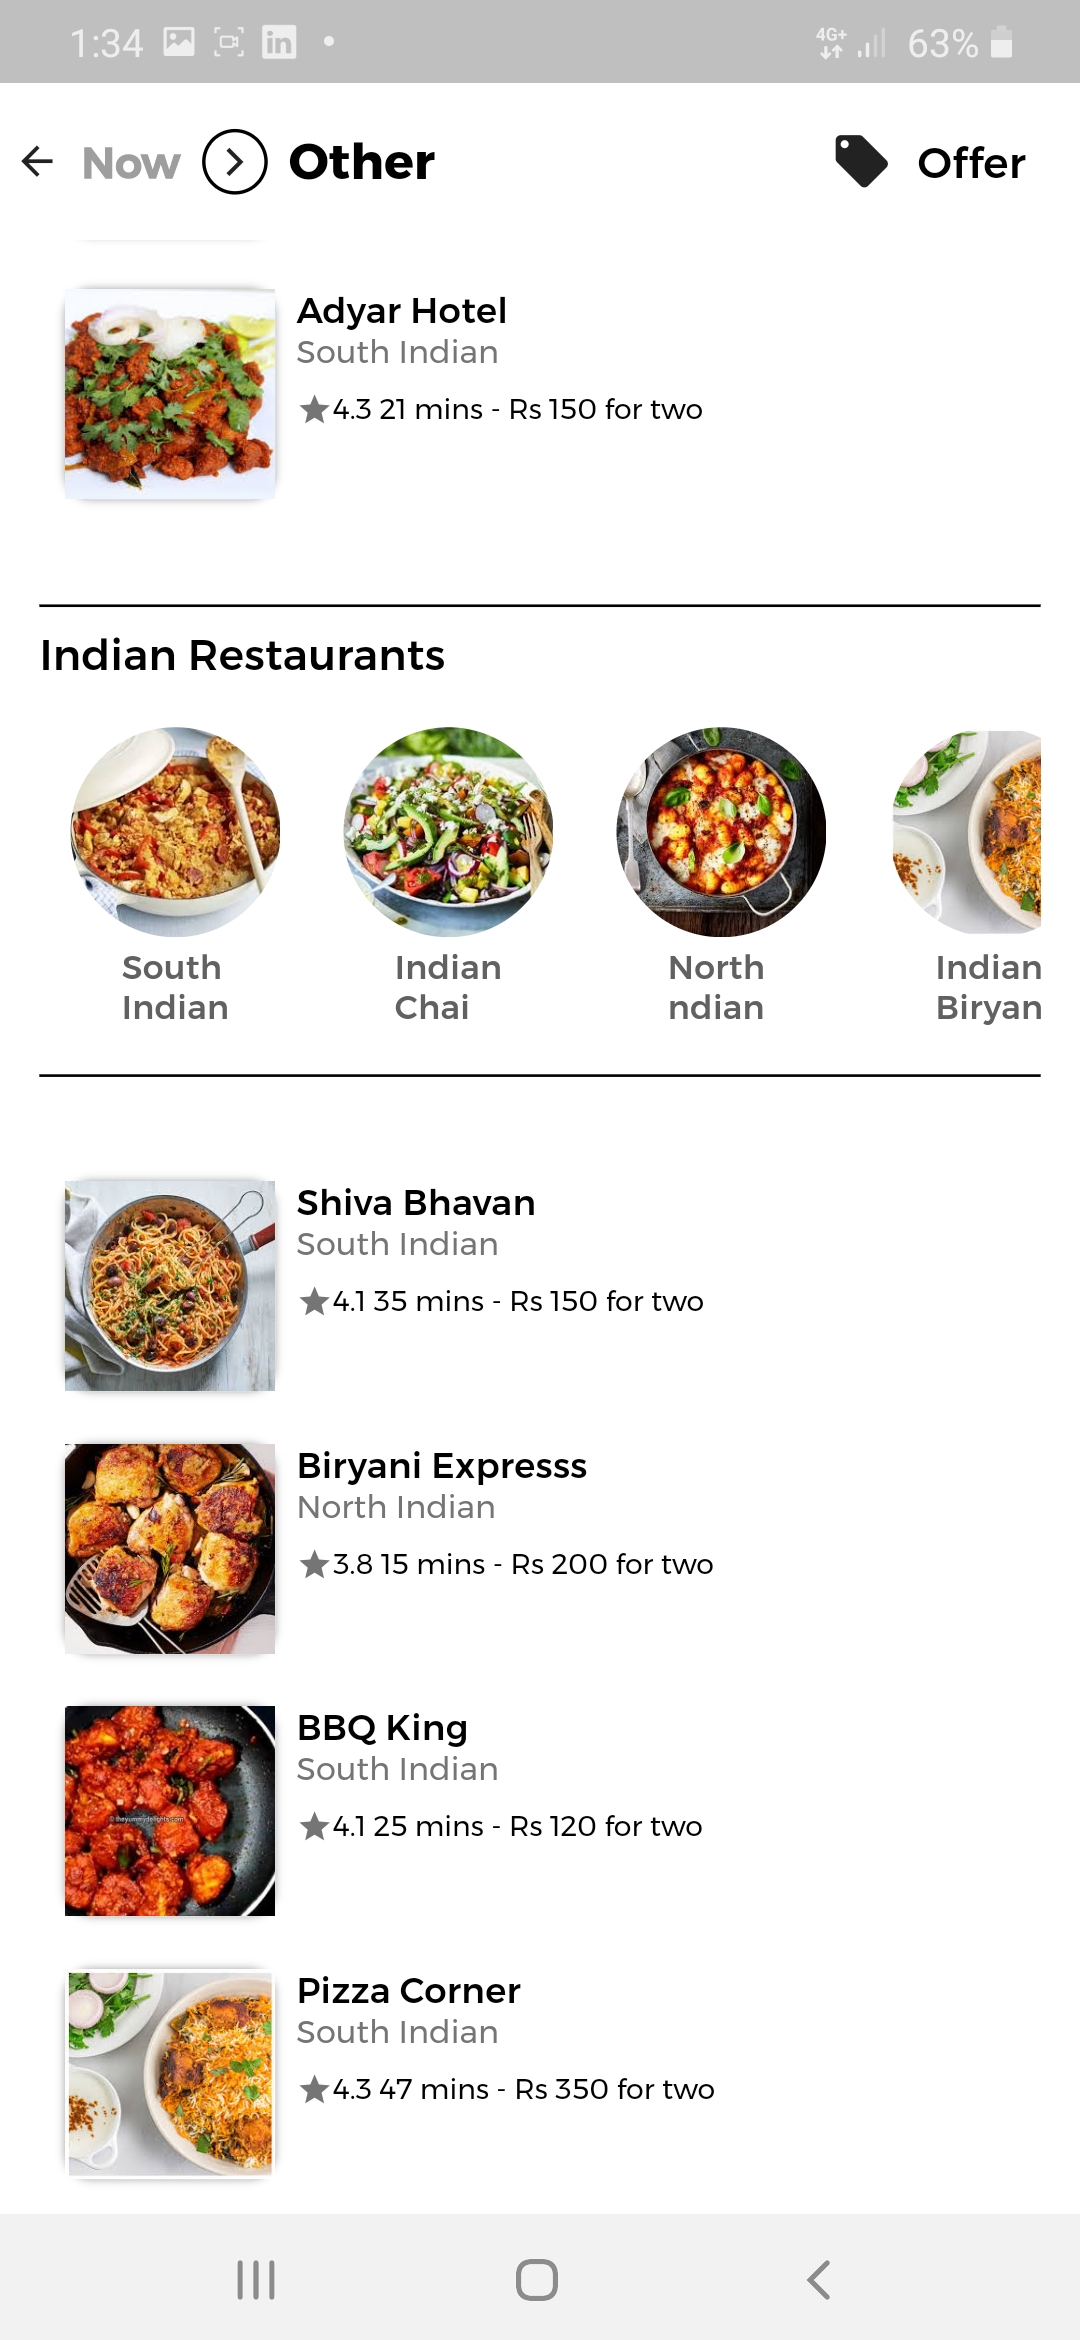 1:34
4G+
63%
Now
Other
Offer
Adyar Hotel
South Indian
4.3 21 mins - Rs 150 for two
Indian Restaurants
South
Indian
Indian
Chai
North
ndian
Indian
Biryan
Shiva Bhavan
South Indian
4.1 35 mins - Rs 150 for two
Biryani Expresss
North Indian
3.8 15 mins - Rs 200 for two
BBQ King
South Indian
© theyummydelights.com
4.1 25 mins - Rs 120 for two
Pizza Corner
South Indian
4.3 47 mins - Rs 350 for two